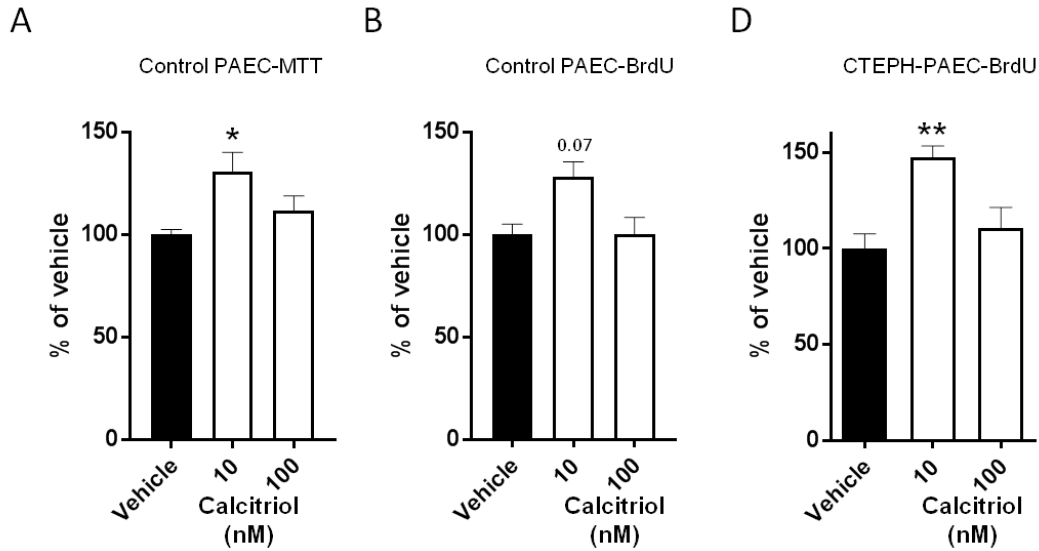 A
Control PAEC-MTT
% of vehicle
150
100
50
0
*
Vehicle
10
100
Calcitriol
(nM)
B
Control PAEC-BrdU
% of vehicle
150
100
50
0
0.07
Vehicle
10
100
Calcitriol
(nM)
D
CTEPH-PAEC-BrdU
% of vehicle
150
100
50
0
**
Vehicle
10
100
Calcitriol
(nM)